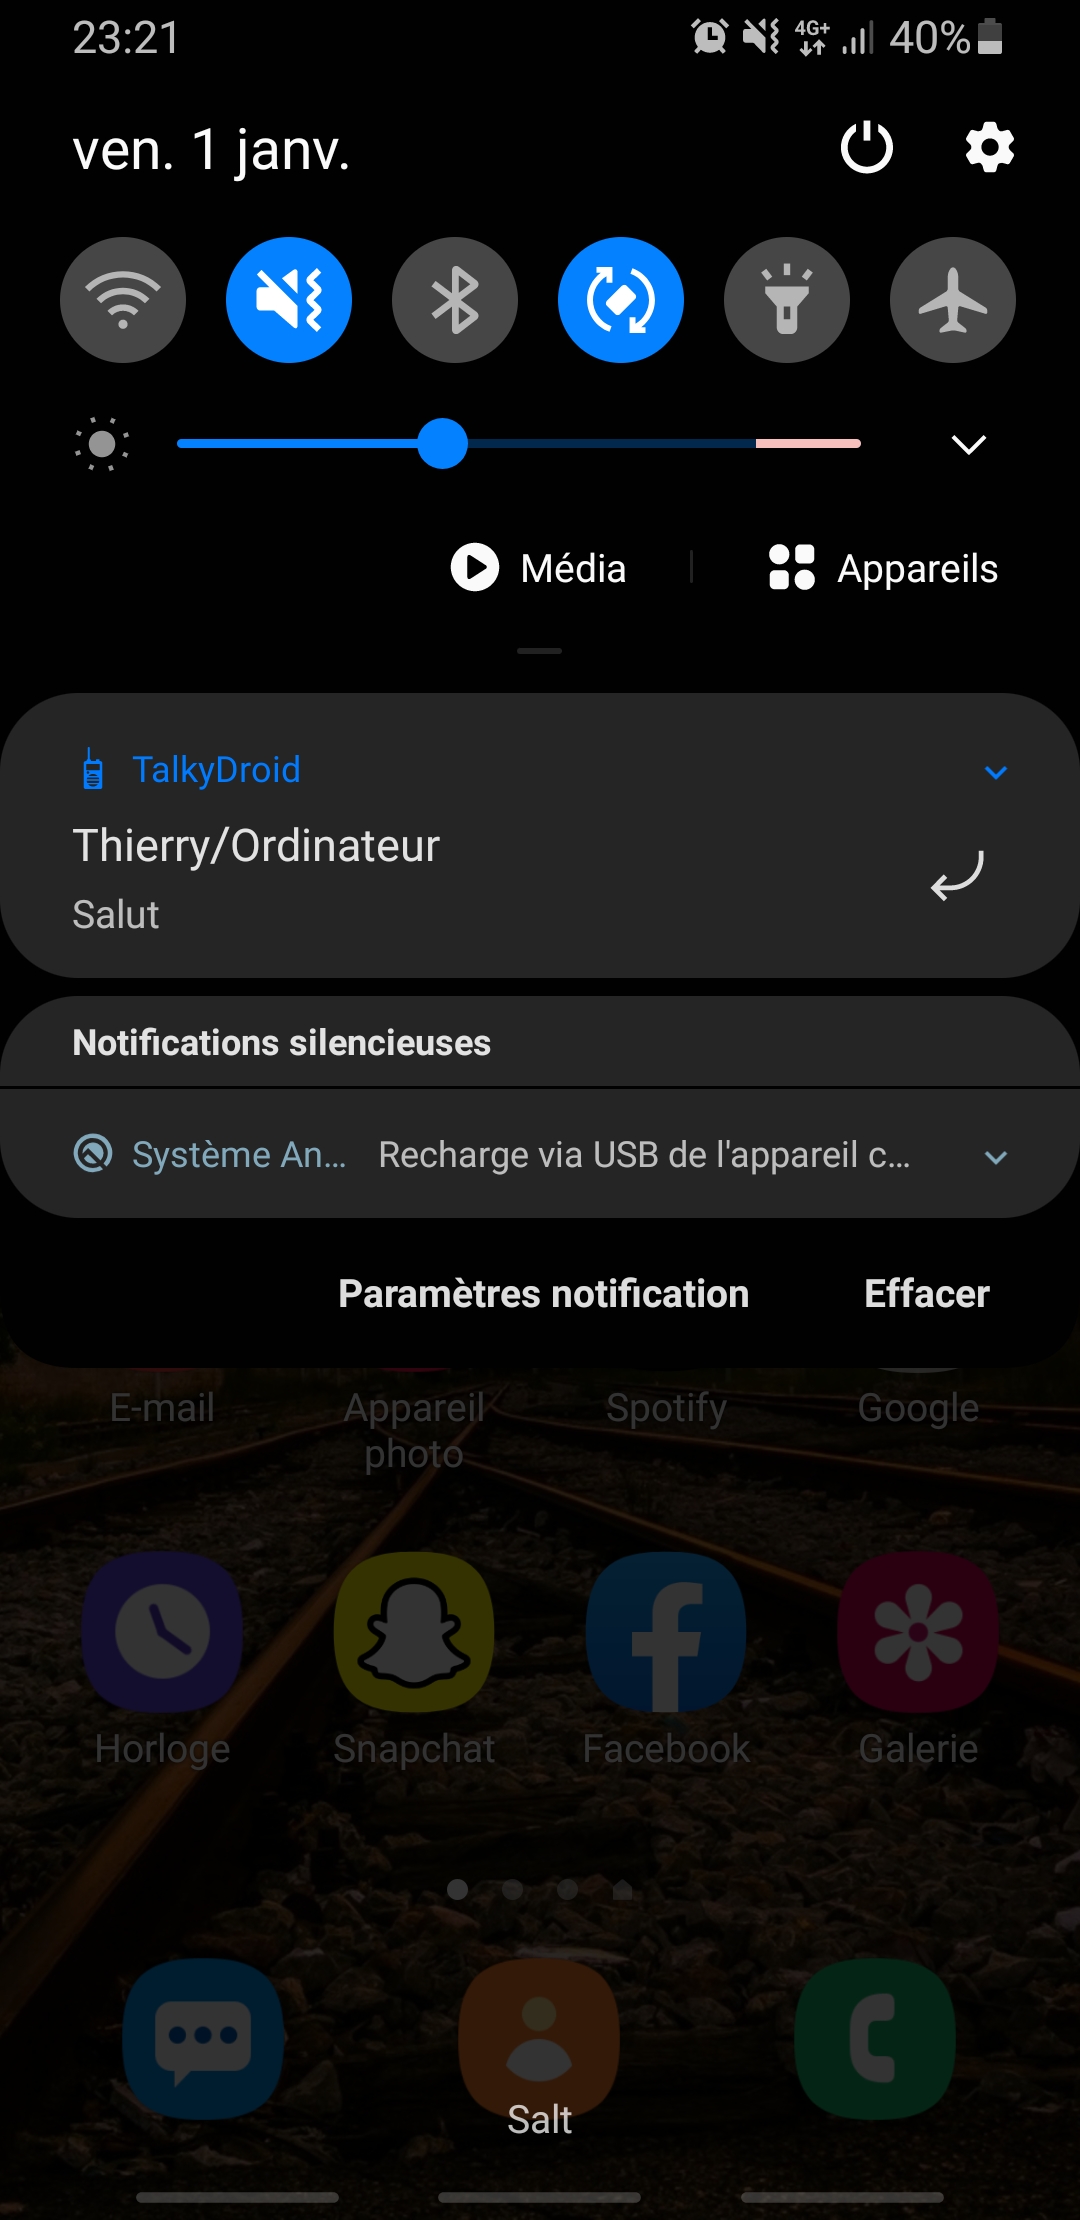 23:21
4G+
40%
ven. 1 janv.
Média
Appareils
TalkyDroid
Thierry/Ordinateur
Salut
Notifications silencieuses
Système An… Recharge via USB de l'appareil c…
Paramètres notification
Effacer
E-mail
Appareil
photo
Spotify
Google
Horloge
Snapchat
Facebook
Galerie
Salt